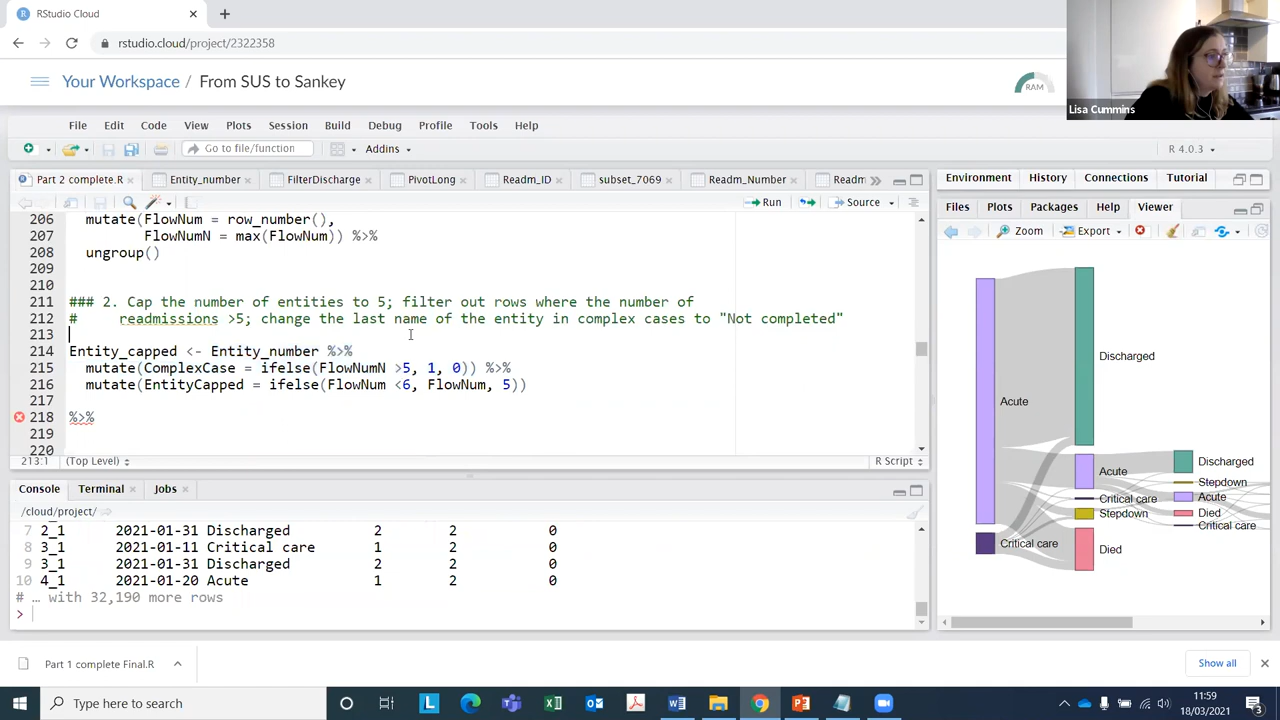 RStudio Cloud
rstudio.cloud/project/2322358
Your Workspace / From SUS to Sankey
RAM
Lisa Cummins
File Edit Code View Plots Session Build Debug Profile Tools Help
Go to file/function
Addins
R 4.0.3
Part 2 complete.R
Entity_number
FilterDischarge
PivotLong
Readm_ID
subset_7069
Readm_Number
Readm
Run
Source
206 mutate(FlowNum = row_number(),
207 FlowNumN = max(FlowNum)) %>%
208 ungroup()
209
210
211 ### 2. Cap the number of entities to 5; filter out rows where the number of
212 # readmissions >5; change the last name of the entity in complex cases to "Not completed"
213
214 Entity_capped <- Entity_number %>%
215 mutate(ComplexCase = ifelse(FlowNumN >5, 1, 0)) %>%
216 mutate(EntityCapped = ifelse(FlowNum <6, FlowNum, 5))
217
218 %>%
219
220
213:1 (Top Level) R Script
Console Terminal Jobs
/cloud/project/
7 2_1 2021-01-31 Discharged 2 2 0
8 3_1 2021-01-11 Critical care 1 2 0
9 3_1 2021-01-31 Discharged 2 2 0
10 4_1 2021-01-20 Acute 1 2 0
# … with 32,190 more rows
>
Environment History Connections Tutorial
Files Plots Packages Help Viewer
Zoom Export
Discharged
Acute
Discharged
Acute
Stepdown
Critical care
Acute
Stepdown
Died
Critical care
Critical care
Died
Part 1 complete Final.R
Show all
Type here to search
11:59
18/03/2021
3